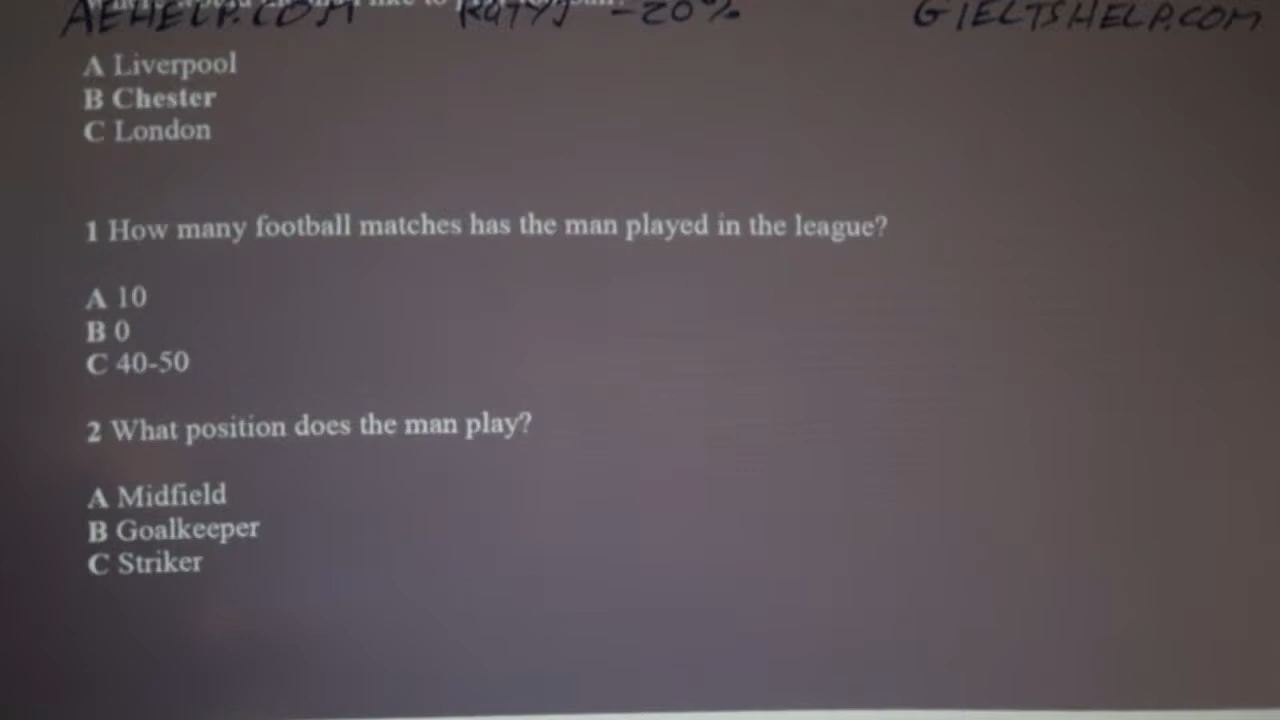 AEHELP.COM -20% GIELTSHELP.COM
A Liverpool
B Chester
C London
1 How many football matches has the man played in the league?
A 10
B 0
C 40-50
2 What position does the man play?
A Midfield
B Goalkeeper
C Striker